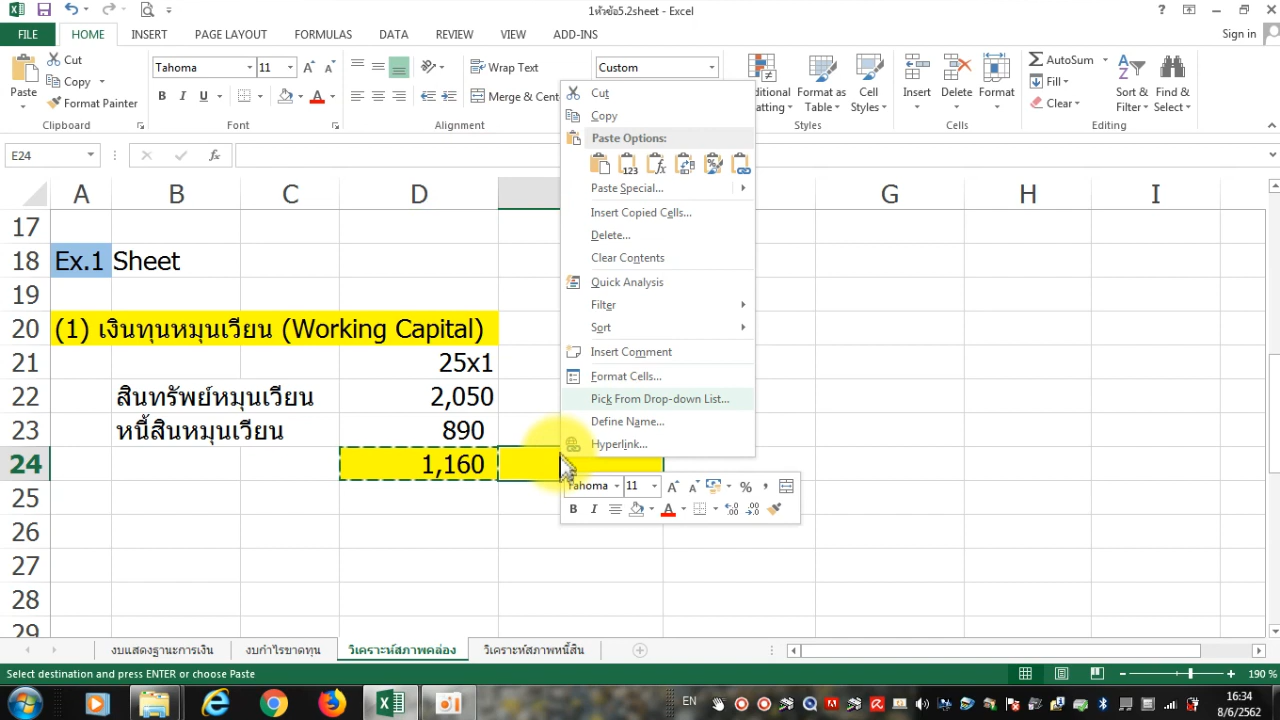 1หัวข้อ5.2sheet - Excel
FILE HOME INSERT PAGE LAYOUT FORMULAS DATA REVIEW VIEW ADD-INS Sign in
Paste
Cut
Copy
Format Painter
Clipboard
Tahoma 11
B I U
Font
Wrap Text
Merge & Cent
Alignment
Custom
atting
Format as Table
Cell Styles
Styles
Insert Delete Format
Cells
AutoSum
Fill
Clear
Sort & Filter
Find & Select
Editing
E24
A B C D G H I
17
18 Ex.1 Sheet
19
20 (1) เงินทุนหมุนเวียน (Working Capital)
21 25x1
22 สินทรัพย์หมุนเวียน 2,050
23 หนี้สินหมุนเวียน 890
24 1,160
25
26
27
28
29
Cut
Copy
Paste Options:
Paste Special...
Insert Copied Cells...
Delete...
Clear Contents
Quick Analysis
Filter
Sort
Insert Comment
Format Cells...
Pick From Drop-down List...
Define Name...
Hyperlink...
Tahoma 11
B I
งบแสดงฐานะการเงิน งบกำไรขาดทุน วิเคราะห์สภาพคล่อง วิเคราะห์สภาพหนี้สิน
Select destination and press ENTER or choose Paste
190 %
EN
16:34
8/6/2562